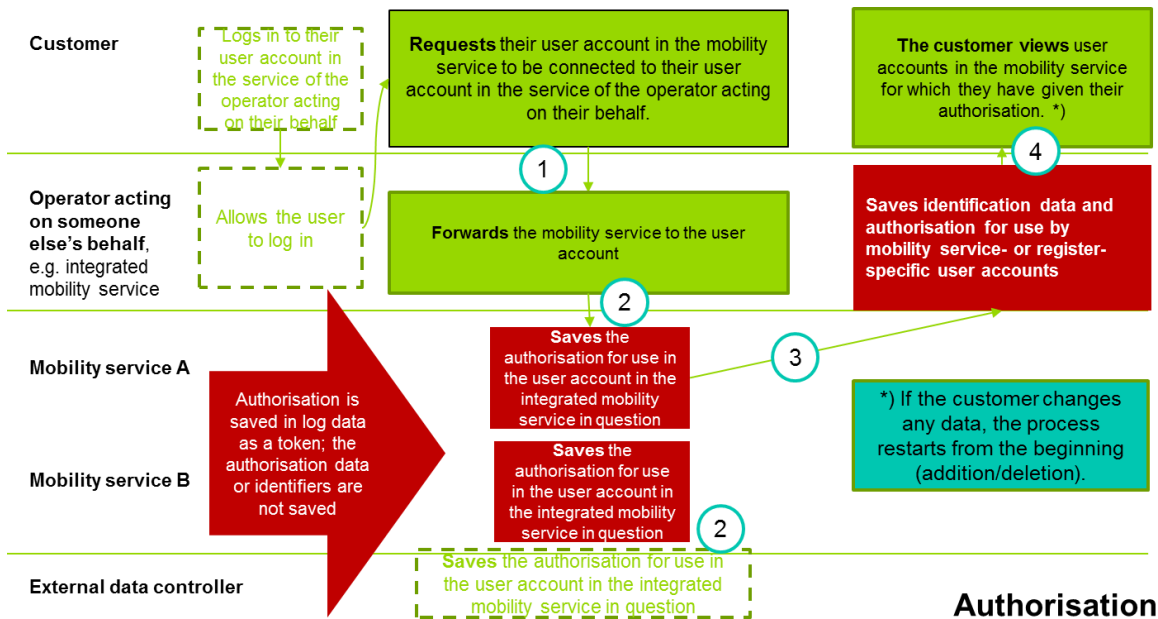 Customer
Logs in to their
user account in
the service of the
operator acting
on their behalf
Requests their user account in the mobility
service to be connected to their user
account in the service of the operator acting
on their behalf.
The customer views user
accounts in the mobility service
for which they have given their
authorisation. *)
1
4
Operator acting
on someone
else's behalf,
e.g. integrated
mobility service
Allows the user
to log in
Forwards the mobility service to the user
account
Saves identification data and
authorisation for use by
mobility service- or register-
specific user accounts
2
Mobility service A
Saves the
authorisation for use in
the user account in the
integrated mobility
service in question
3
Authorisation is
saved in log data
as a token; the
authorisation data
or identifiers are
not saved
*) If the customer changes
any data, the process
restarts from the beginning
(addition/deletion).
Mobility service B
Saves the
authorisation for use
in the user account in
the integrated mobility
service in question
2
External data controller
Saves the authorisation for use in
the user account in the integrated
mobility service in question
Authorisation